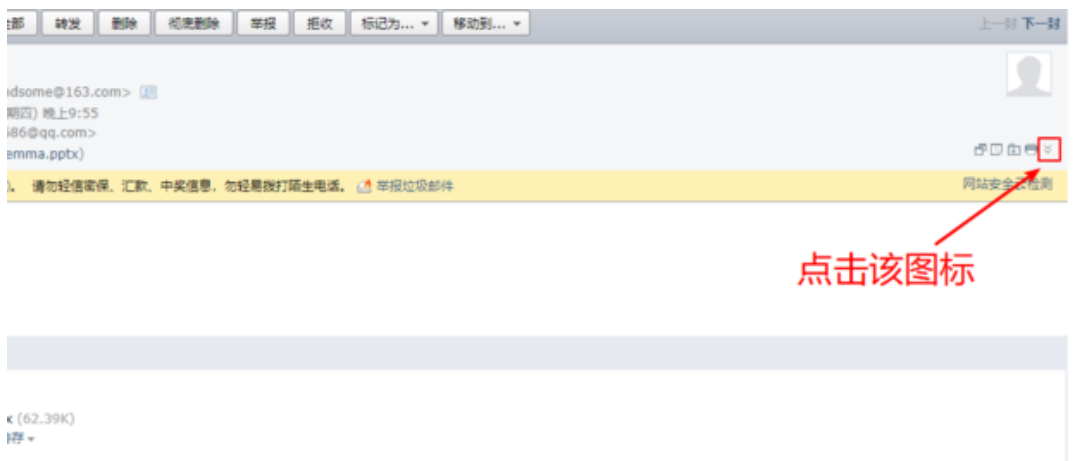 全部 转发 删除 彻底删除 举报 拒收 标记为... 移动到... 上一封 下一封
ndsome@163.com>
期四) 晚上9:55
586@qq.com>
emma.pptx)
)。 请勿轻信密保、汇款、中奖信息，勿轻易拨打陌生电话。 举报垃圾邮件 网站安全云检测
点击该图标
x (62.39K)
存